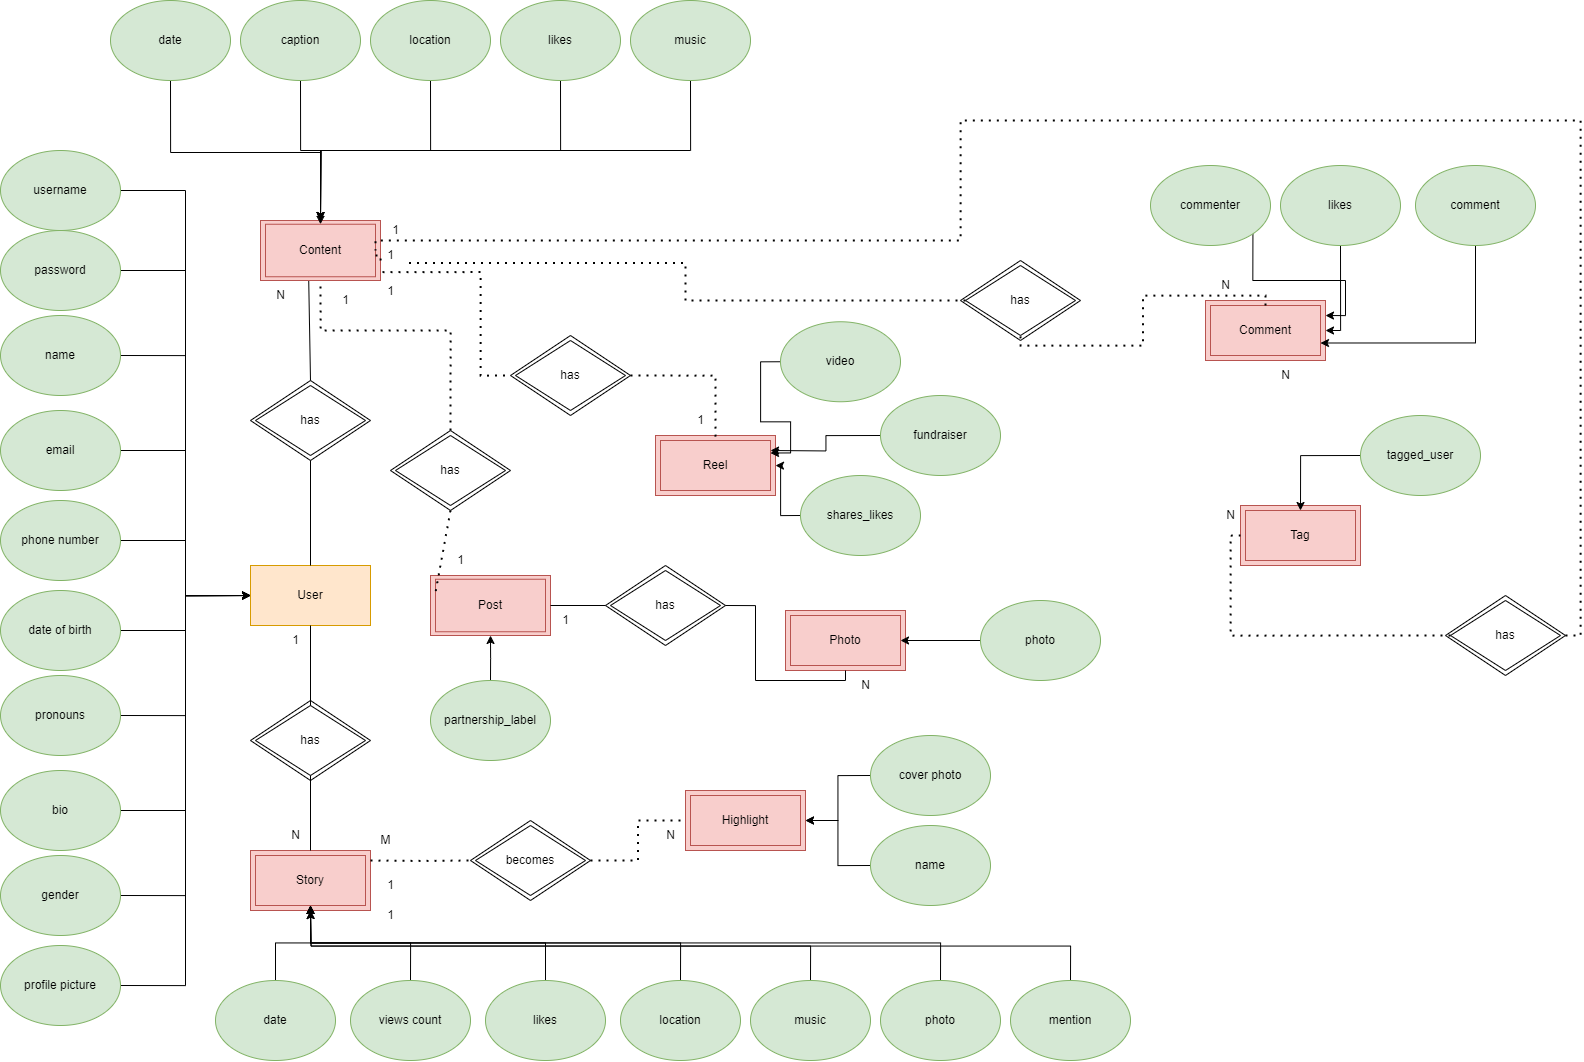 date
caption
location
likes
music
username
password
name
email
phone number
date of birth
pronouns
bio
gender
profile picture
Content
1
1
1
N
1
has
User
1
has
N
Story
M
1
1
has
1
Post
1
partnership_label
has
1
Reel
video
fundraiser
shares_likes
has
Photo
N
photo
becomes
N
Highlight
cover photo
name
date
views count
likes
location
music
photo
mention
has
commenter
likes
comment
N
Comment
N
tagged_user
N
Tag
has